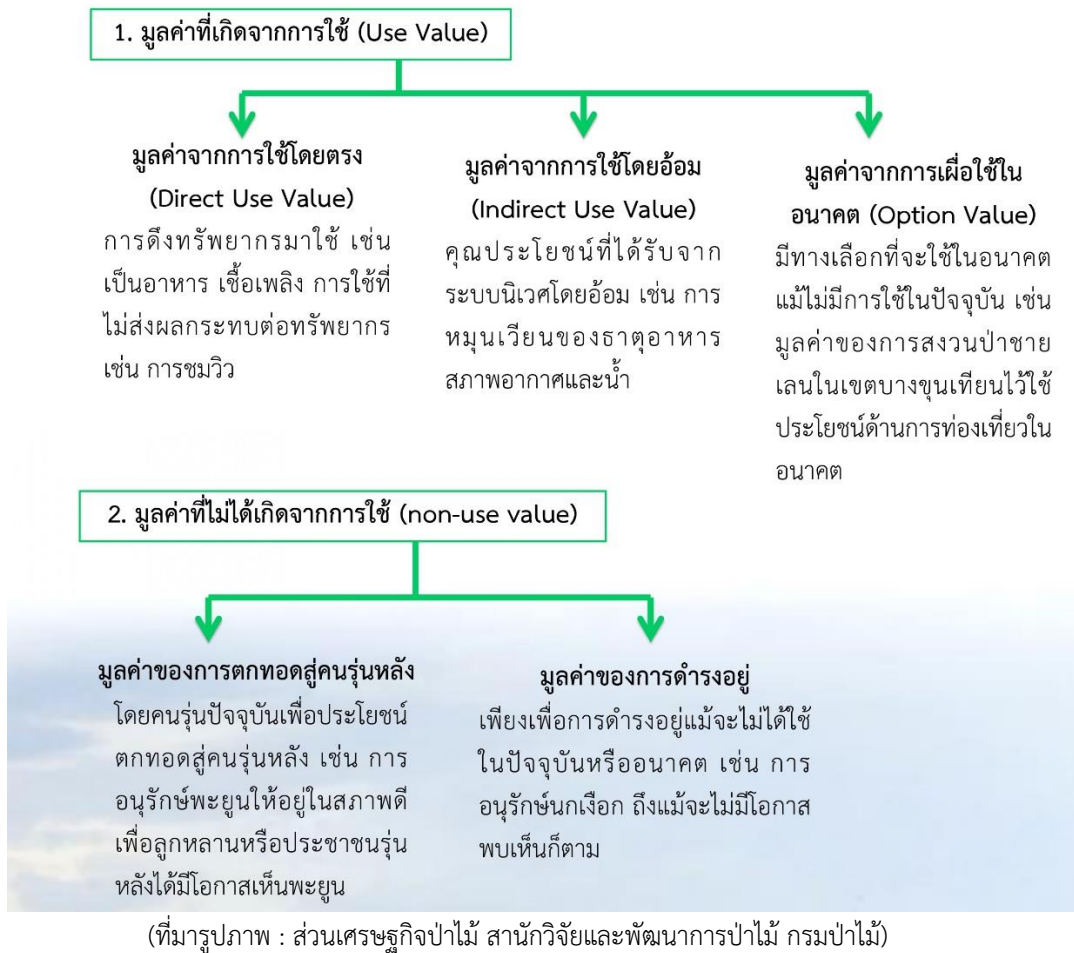 1. มูลค่าที่เกิดจากการใช้ (Use Value)
มูลค่าจากการใช้โดยตรง
(Direct Use Value)
การดึงทรัพยากรมาใช้ เช่น
เป็นอาหาร เชื้อเพลิง การใช้ที่
ไม่ส่งผลกระทบต่อทรัพยากร
เช่น การชมวิว
มูลค่าจากการใช้โดยอ้อม
(Indirect Use Value)
คุณประโยชน์ที่ได้รับจาก
ระบบนิเวศโดยอ้อม เช่น การ
หมุนเวียนของธาตุอาหาร
สภาพอากาศและน้ำ
มูลค่าจากการเผื่อใช้ใน
อนาคต (Option Value)
มีทางเลือกที่จะใช้ในอนาคต
แม้ไม่มีการใช้ในปัจจุบัน เช่น
มูลค่าของการสงวนป่าชาย
เลนในเขตบางขุนเทียนไว้ใช้
ประโยชน์ด้านการท่องเที่ยวใน
อนาคต
2. มูลค่าที่ไม่ได้เกิดจากการใช้ (non-use value)
มูลค่าของการตกทอดสู่คนรุ่นหลัง
โดยคนรุ่นปัจจุบันเพื่อประโยชน์
ตกทอดสู่คนรุ่นหลัง เช่น การ
อนุรักษ์พะยูนให้อยู่ในสภาพดี
เพื่อลูกหลานหรือประชาชนรุ่น
หลังได้มีโอกาสเห็นพะยูน
มูลค่าของการดำรงอยู่
เพียงเพื่อการดำรงอยู่แม้จะไม่ได้ใช้
ในปัจจุบันหรืออนาคต เช่น การ
อนุรักษ์นกเงือก ถึงแม้จะไม่มีโอกาส
พบเห็นก็ตาม
(ที่มารูปภาพ : ส่วนเศรษฐกิจป่าไม้ สานักวิจัยและพัฒนาการป่าไม้ กรมป่าไม้)